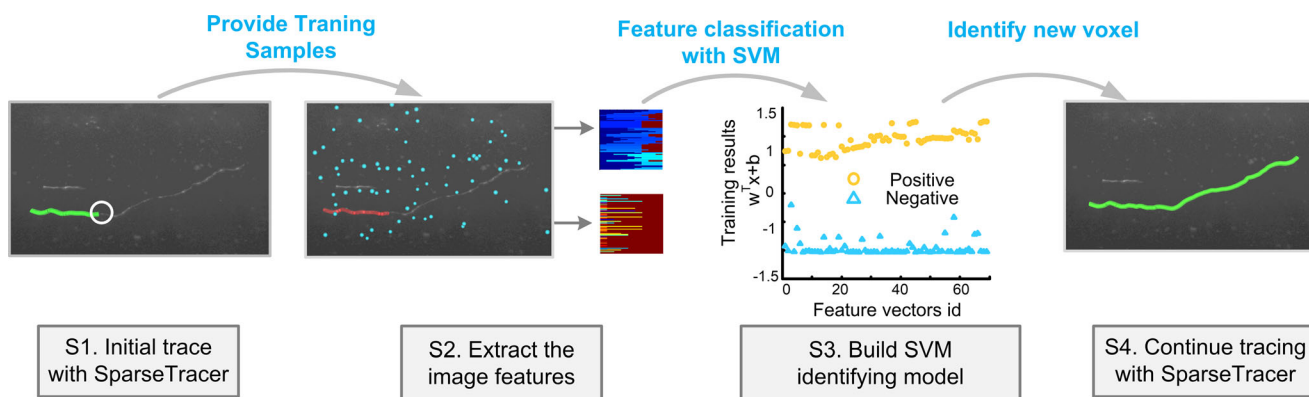 Provide Traning
Samples
Feature classification
with SVM
Identify new voxel
1.5
1
0
-1
-1.5
Training results
wᵀx+b
Positive
Negative
0
20
40
60
Feature vectors id
S1. Initial trace
with SparseTracer
S2. Extract the
image features
S3. Build SVM
identifying model
S4. Continue tracing
with SparseTracer